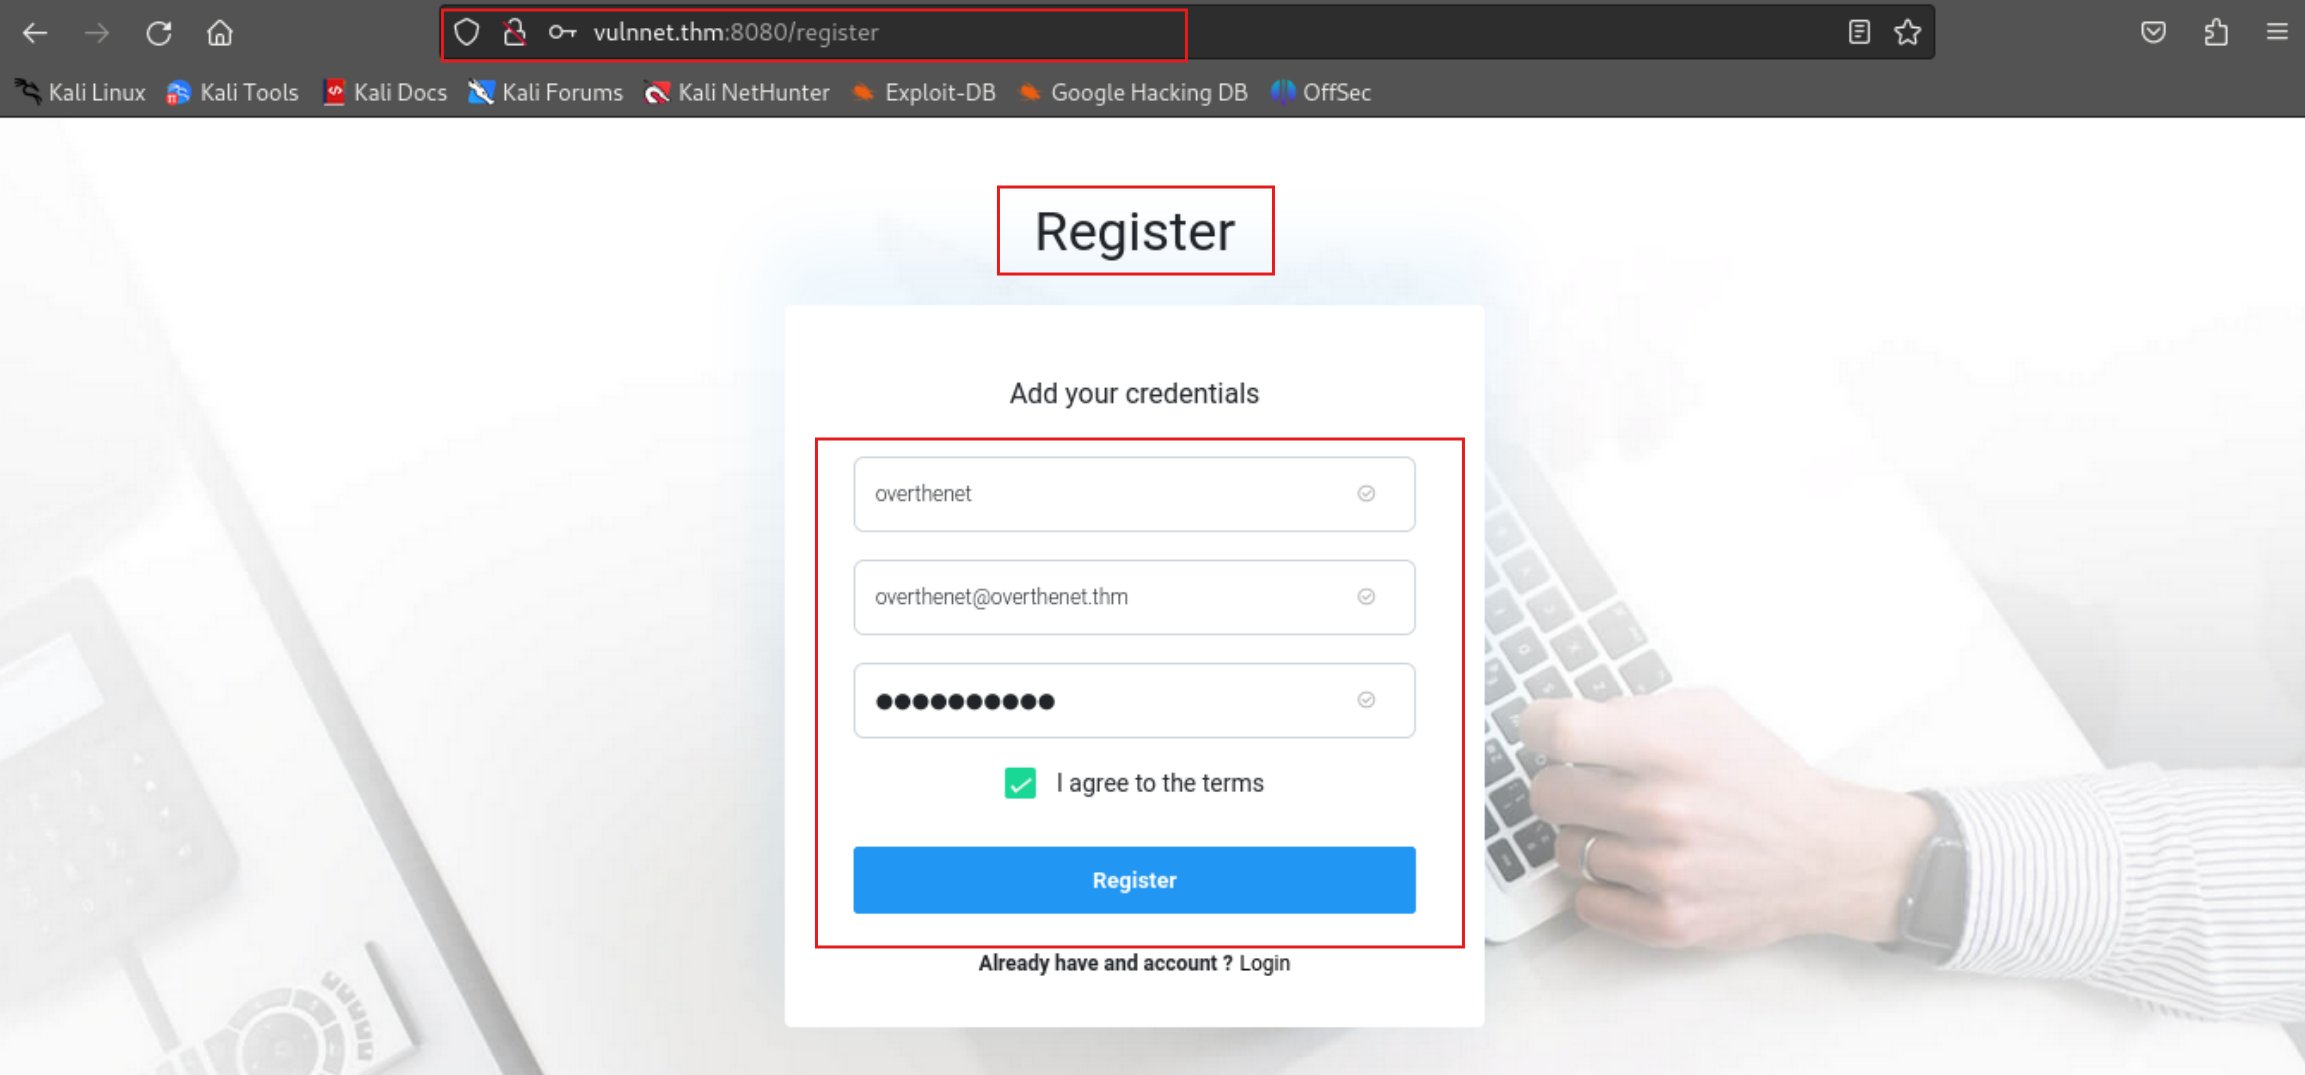 vulnnet.thm:8080/register
Kali Linux Kali Tools Kali Docs Kali Forums Kali NetHunter Exploit-DB Google Hacking DB OffSec
Register
Add your credentials
overthenet
overthenet@overthenet.thm
●●●●●●●●●●
I agree to the terms
Register
Already have and account ? Login